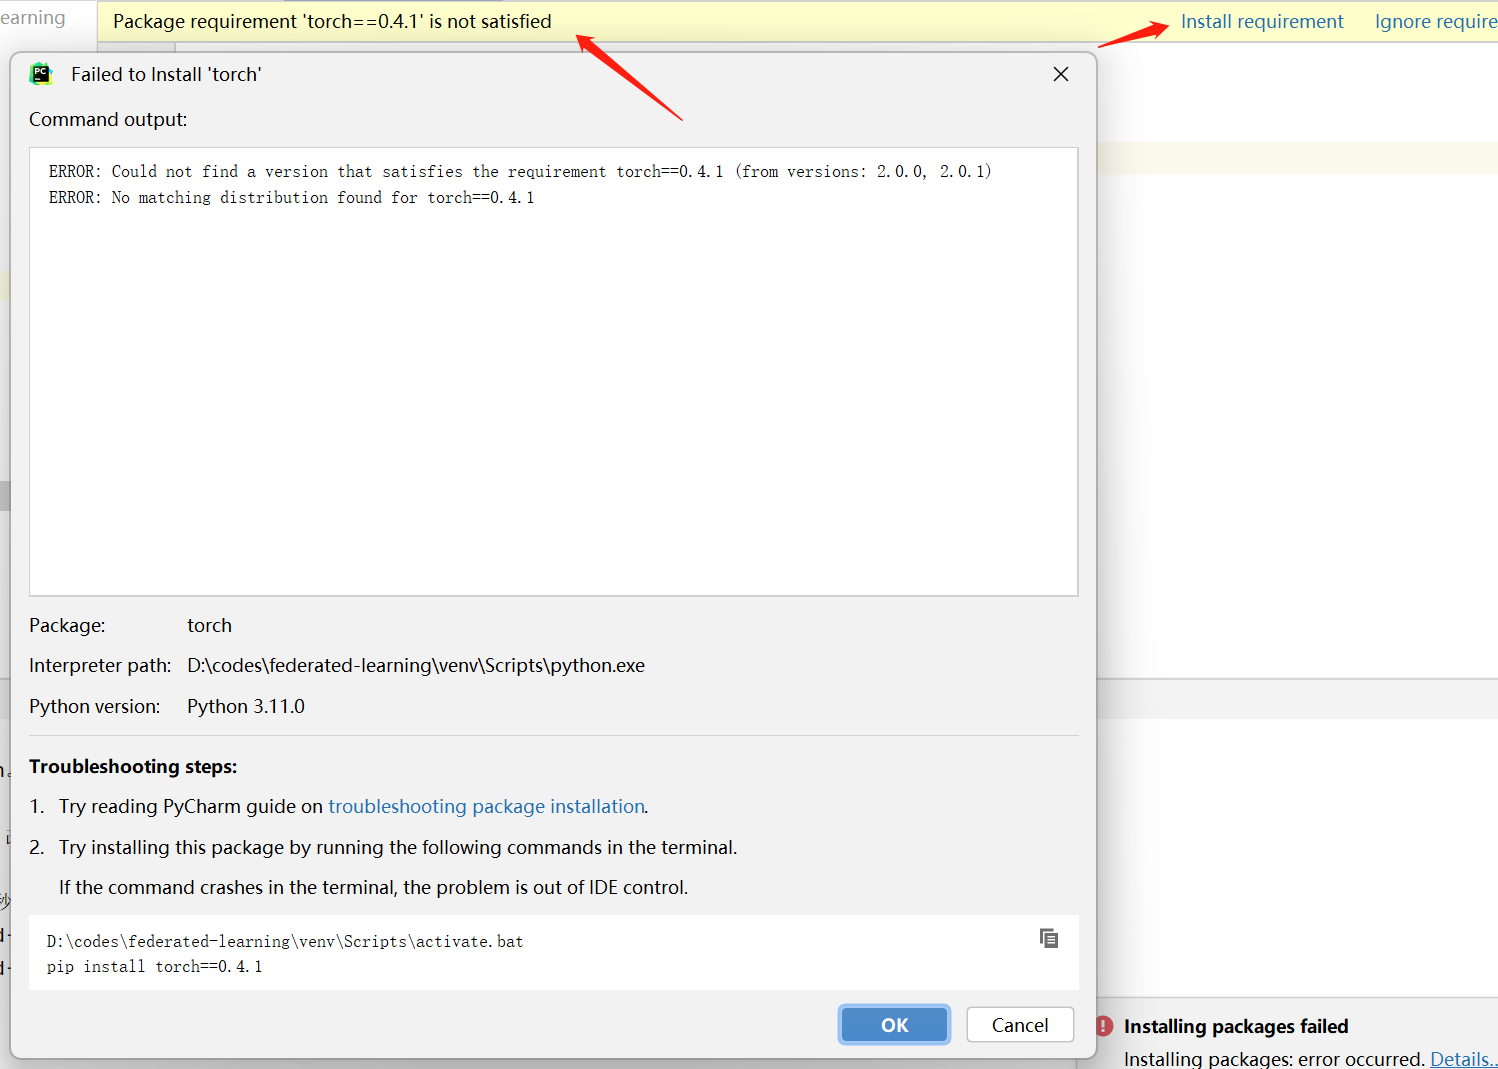 earning
Package requirement 'torch==0.4.1' is not satisfied
Install requirement
Ignore require
PC
Failed to Install 'torch'
Command output:
ERROR: Could not find a version that satisfies the requirement torch==0.4.1 (from versions: 2.0.0, 2.0.1)
ERROR: No matching distribution found for torch==0.4.1
Package: torch
Interpreter path: D:\codes\federated-learning\venv\Scripts\python.exe
Python version: Python 3.11.0
Troubleshooting steps:
1. Try reading PyCharm guide on troubleshooting package installation.
2. Try installing this package by running the following commands in the terminal.
If the command crashes in the terminal, the problem is out of IDE control.
D:\codes\federated-learning\venv\Scripts\activate.bat
pip install torch==0.4.1
OK
Cancel
Installing packages failed
Installing packages: error occurred. Details..